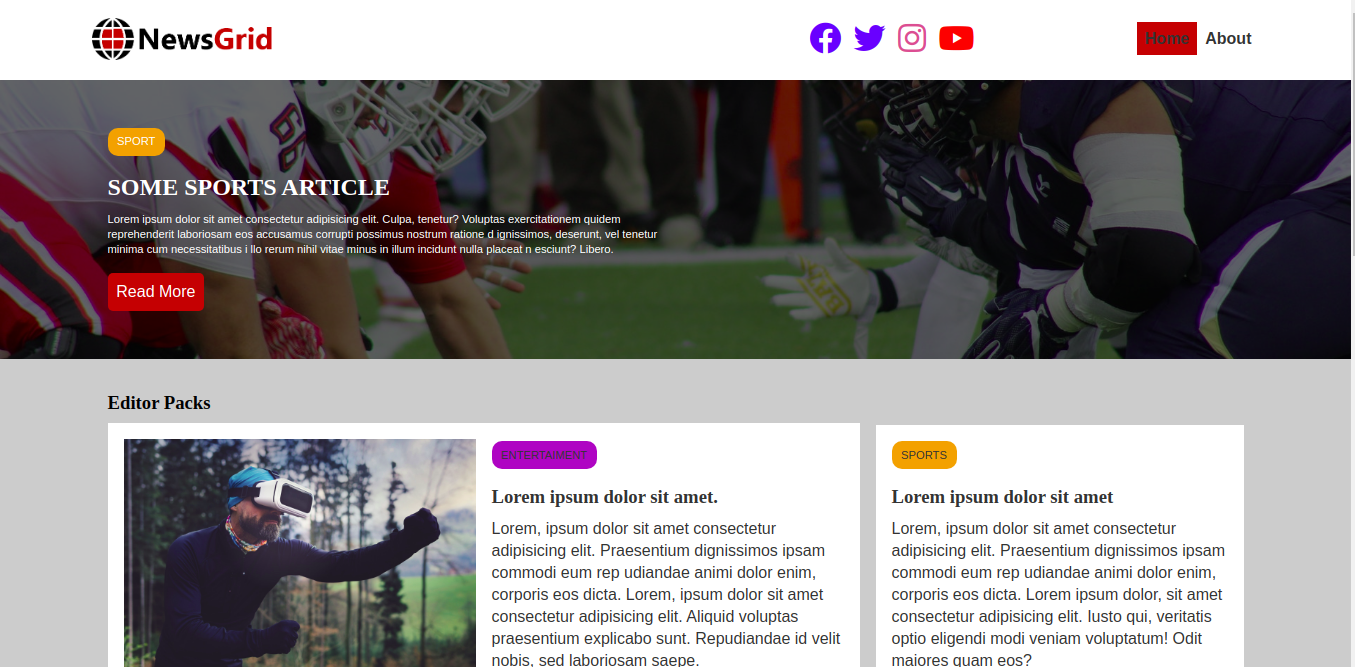 NewsGrid
Home About
SPORT
SOME SPORTS ARTICLE
Lorem ipsum dolor sit amet consectetur adipisicing elit. Culpa, tenetur? Voluptas exercitationem quidem
reprehenderit laboriosam eos accusamus corrupti possimus nostrum ratione d ignissimos, deserunt, vel tenetur
minima cum necessitatibus i llo rerum nihil vitae minus in illum incidunt nulla placeat n esciunt? Libero.
Read More
Editor Packs
ENTERTAIMENT
Lorem ipsum dolor sit amet.
Lorem, ipsum dolor sit amet consectetur
adipisicing elit. Praesentium dignissimos ipsam
commodi eum rep udiandae animi dolor enim,
corporis eos dicta. Lorem, ipsum dolor sit amet
consectetur adipisicing elit. Aliquid voluptas
praesentium explicabo sunt. Repudiandae id velit
nobis, sed laboriosam saepe.
SPORTS
Lorem ipsum dolor sit amet
Lorem, ipsum dolor sit amet consectetur
adipisicing elit. Praesentium dignissimos ipsam
commodi eum rep udiandae animi dolor enim,
corporis eos dicta. Lorem ipsum dolor, sit amet
consectetur adipisicing elit. Iusto qui, veritatis
optio eligendi modi veniam voluptatum! Odit
maiores quam eos?